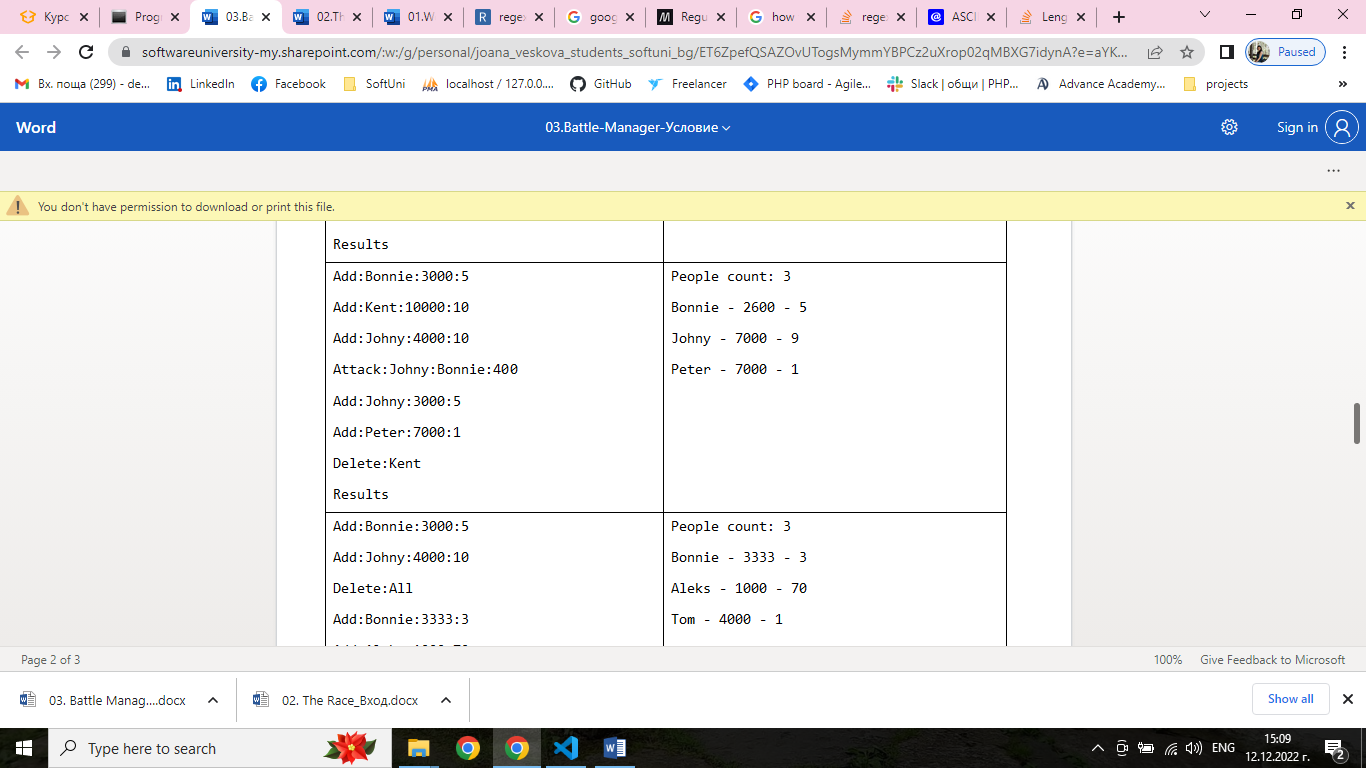 Курс
Progr
03.Ba
02.Th
01.W
regex
goog
Regu
how
regex
ASCI
Leng
softwareuniversity-my.sharepoint.com/:w:/g/personal/joana_veskova_students_softuni_bg/ET6ZpefQSAZOvUTogsMymmYBPCz2uXrop02qMBXG7idynA?e=aYK...
Paused
Вх. поща (299) - de...
LinkedIn
Facebook
SoftUni
localhost / 127.0.0....
GitHub
Freelancer
PHP board - Agile...
Slack | общи | PHP...
Advance Academy...
projects
Word
03.Battle-Manager-Условие
Sign in
You don't have permission to download or print this file.
Results
Add:Bonnie:3000:5
Add:Kent:10000:10
Add:Johny:4000:10
Attack:Johny:Bonnie:400
Add:Johny:3000:5
Add:Peter:7000:1
Delete:Kent
Results
People count: 3
Bonnie - 2600 - 5
Johny - 7000 - 9
Peter - 7000 - 1
Add:Bonnie:3000:5
Add:Johny:4000:10
Delete:All
Add:Bonnie:3333:3
People count: 3
Bonnie - 3333 - 3
Aleks - 1000 - 70
Tom - 4000 - 1
Page 2 of 3
100%
Give Feedback to Microsoft
03. Battle Manag....docx
02. The Race_Вход.docx
Show all
Type here to search
ENG
15:09
12.12.2022 г.
2